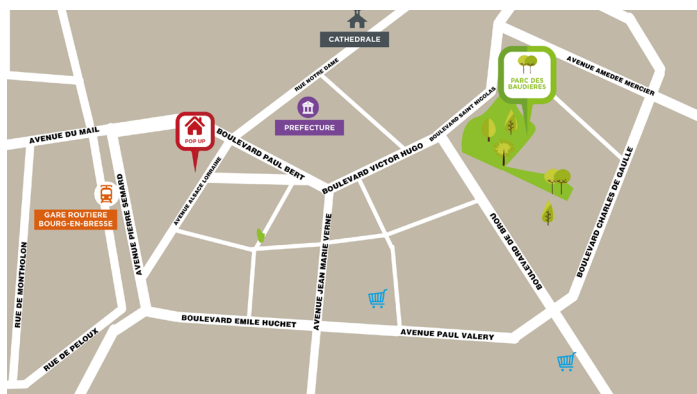 CATHEDRALE
RUE NOTRE DAME
AVENUE AMEDEE MERCIER
PARC DES
BAUDIERES
PREFECTURE
BOULEVARD SAINT NICOLAS
AVENUE DU MAIL
POP UP
BOULEVARD PAUL BERT
BOULEVARD VICTOR HUGO
AVENUE ALSACE LORRAINE
AVENUE PIERRE SEMARD
GARE ROUTIERE
BOURG-EN-BRESSE
RUE DE MONTHOLON
AVENUE JEAN MARIE VERNE
BOULEVARD DE BROU
BOULEVARD CHARLES DE GAULLE
BOULEVARD EMILE HUCHET
AVENUE PAUL VALERY
RUE DE PELOUX